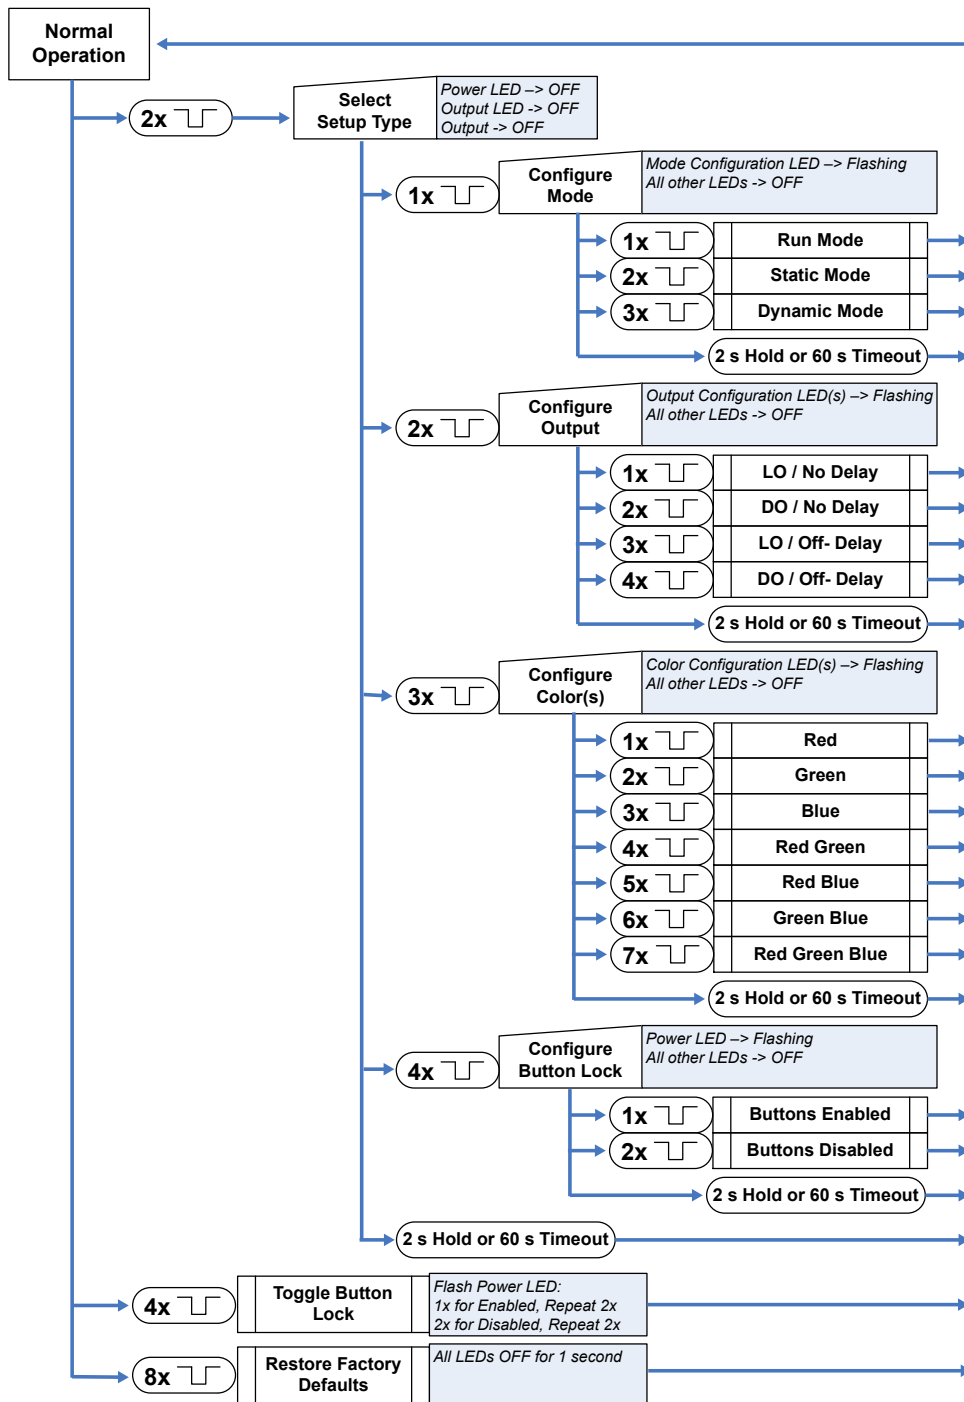 Normal
Operation
2x
Select
Setup Type
Power LED –> OFF
Output LED –> OFF
Output -> OFF
1x
Configure
Mode
Mode Configuration LED –> Flashing
All other LEDs -> OFF
1x Run Mode
2x Static Mode
3x Dynamic Mode
2 s Hold or 60 s Timeout
2x
Configure
Output
Output Configuration LED(s) –> Flashing
All other LEDs -> OFF
1x LO / No Delay
2x DO / No Delay
3x LO / Off- Delay
4x DO / Off- Delay
2 s Hold or 60 s Timeout
3x
Configure
Color(s)
Color Configuration LED(s) –> Flashing
All other LEDs -> OFF
1x Red
2x Green
3x Blue
4x Red Green
5x Red Blue
6x Green Blue
7x Red Green Blue
2 s Hold or 60 s Timeout
4x
Configure
Button Lock
Power LED –> Flashing
All other LEDs -> OFF
1x Buttons Enabled
2x Buttons Disabled
2 s Hold or 60 s Timeout
2 s Hold or 60 s Timeout
4x
Toggle Button
Lock
Flash Power LED:
1x for Enabled, Repeat 2x
2x for Disabled, Repeat 2x
8x
Restore Factory
Defaults
All LEDs OFF for 1 second